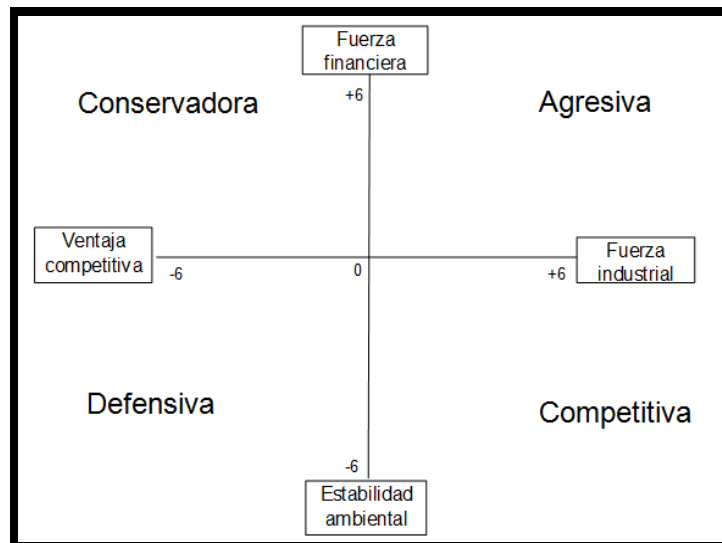 Fuerza
financiera
Conservadora
Agresiva
+6
Ventaja
competitiva
-6
0
+6
Fuerza
industrial
Defensiva
Competitiva
-6
Estabilidad
ambiental